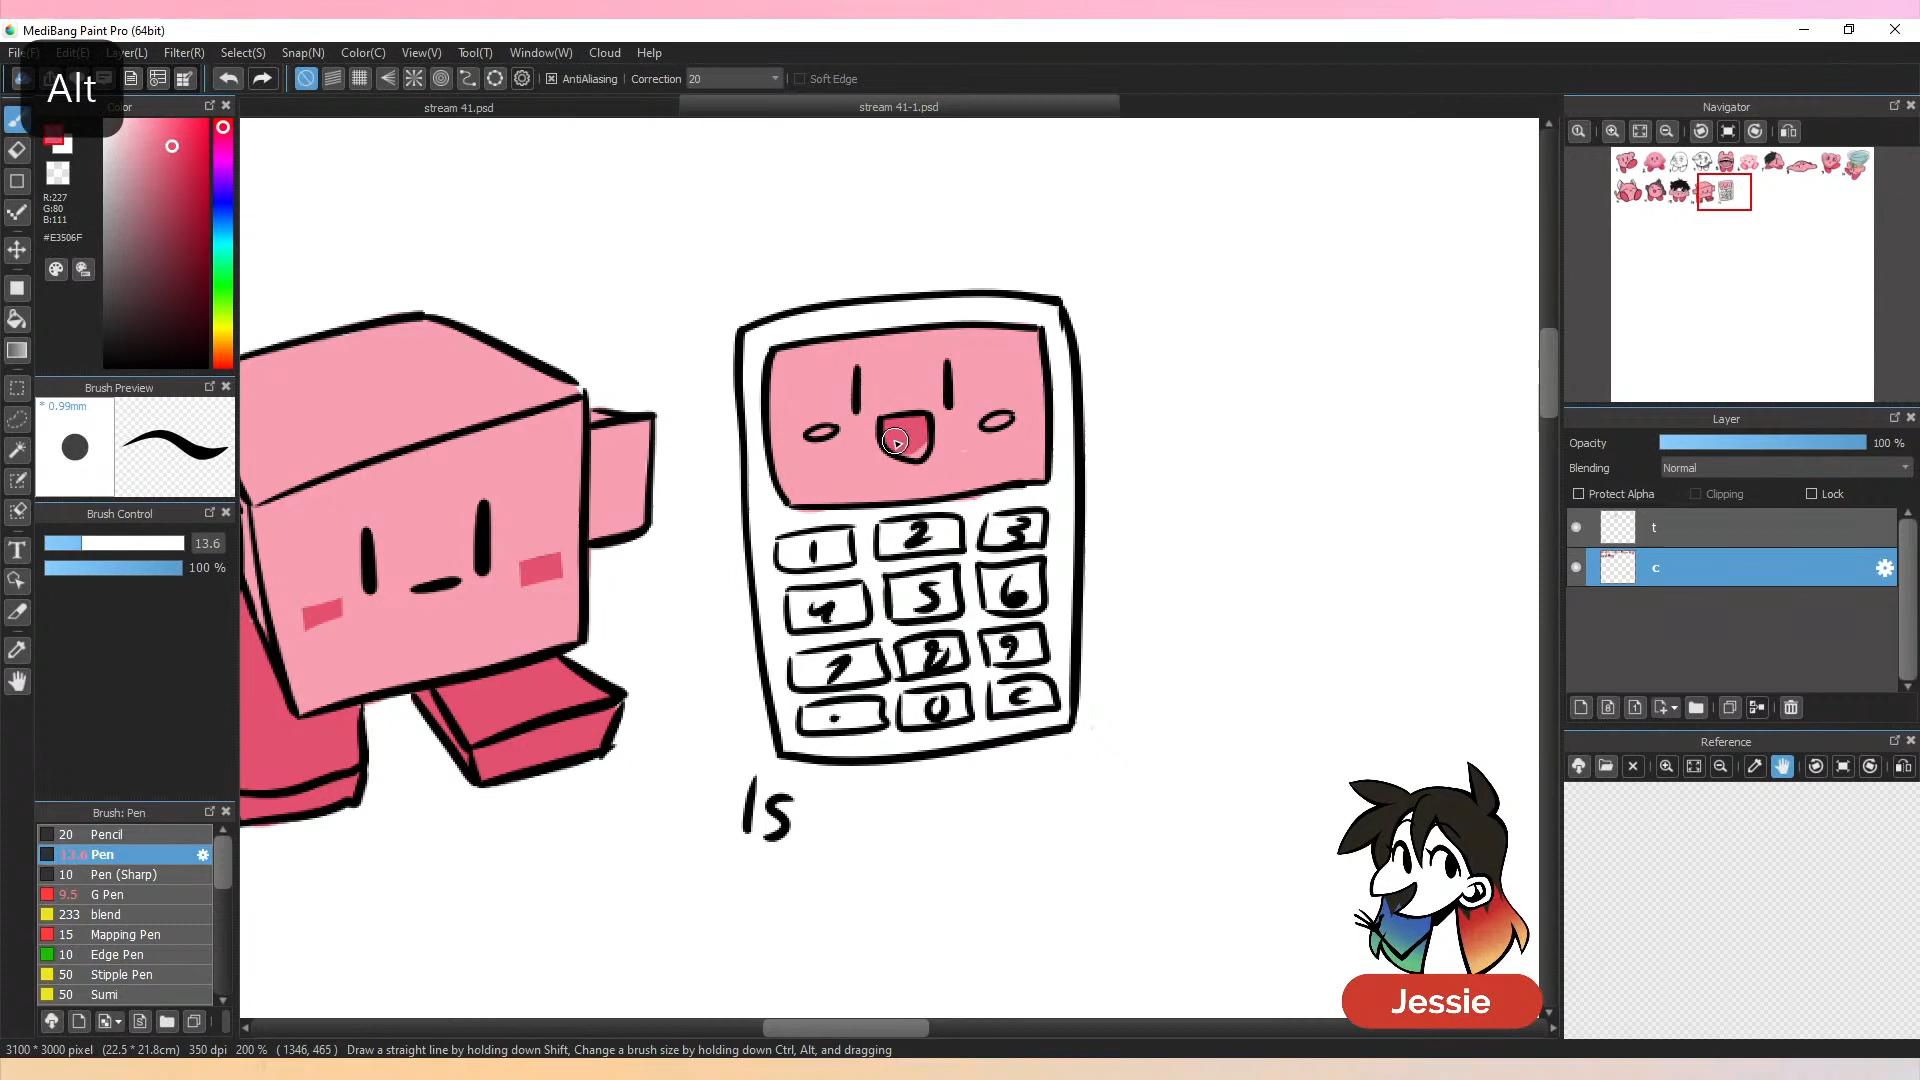 MediBang Paint Pro (64bit)
File(F) Edit(E) Layer(L) Filter(R) Select(S) Snap(N) Color(C) View(V) Tool(T) Window(W) Cloud Help
Alt
AntiAliasing Correction 20 Soft Edge
Color
stream 41.psd
stream 41-1.psd
Navigator
R:227
G:80
B:111
#E3506F
Brush Preview
* 0.99mm
Brush Control
13.6
100 %
Layer
Opacity 100 %
Blending Normal
Protect Alpha Clipping Lock
t
c
1 2 3
4 5 6
7 8 9
. 0 C
15
Reference
Brush: Pen
20 Pencil
13.6 Pen
10 Pen (Sharp)
9.5 G Pen
233 blend
15 Mapping Pen
10 Edge Pen
50 Stipple Pen
50 Sumi
Jessie
3100 * 3000 pixel (22.5 * 21.8cm) 350 dpi 200 % ( 1346, 465 ) Draw a straight line by holding down Shift, Change a brush size by holding down Ctrl, Alt, and dragging